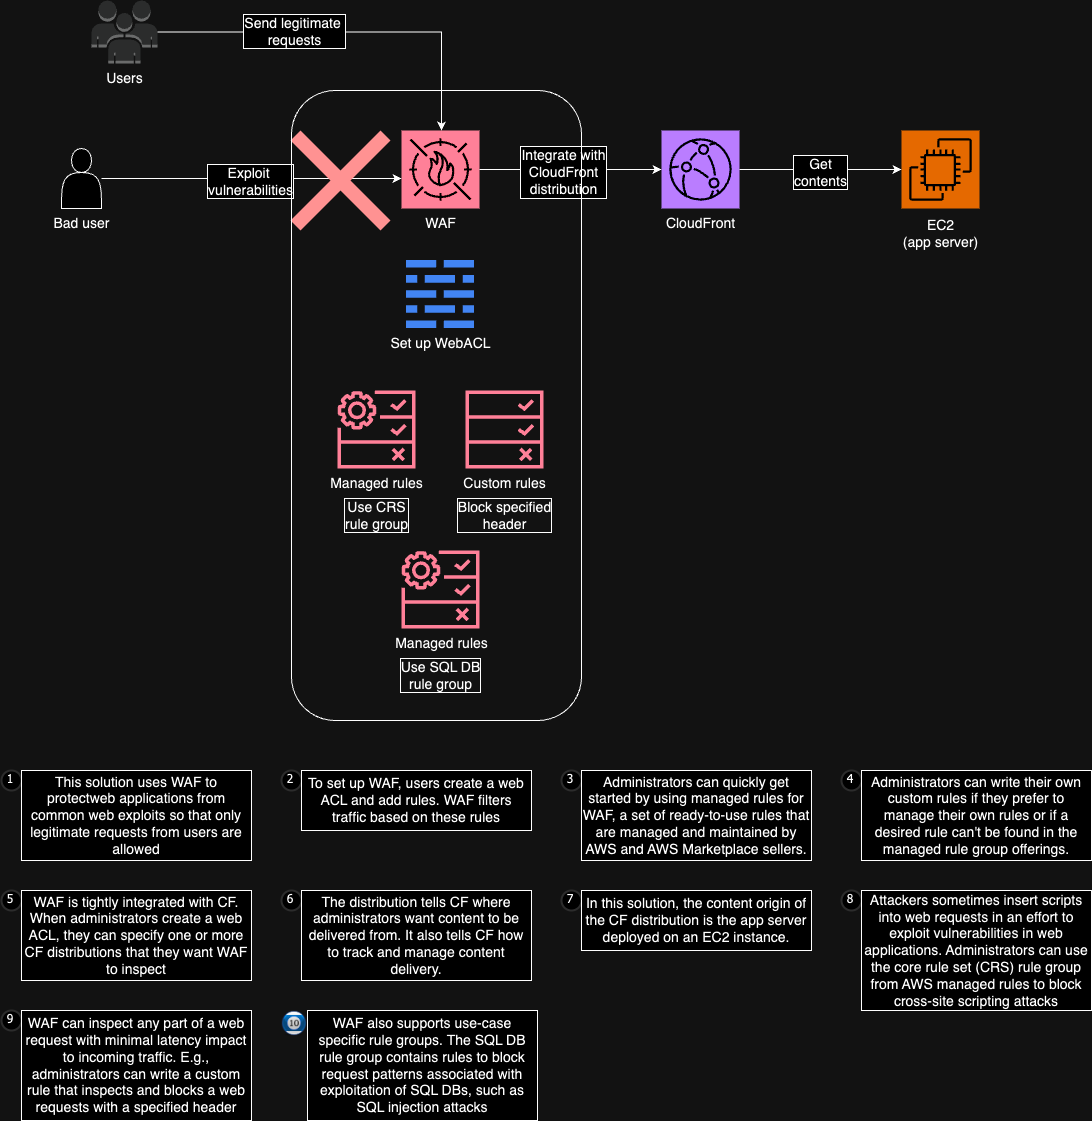 Send legitimate
requests
Users
Exploit
vulnerabilities
Bad user
WAF
Integrate with
CloudFront
distribution
CloudFront
Get
contents
EC2
(app server)
Set up WebACL
Managed rules
Use CRS
rule group
Custom rules
Block specified
header
Managed rules
Use SQL DB
rule group
1
This solution uses WAF to
protectweb applications from
common web exploits so that only
legitimate requests from users are
allowed
2
To set up WAF, users create a web
ACL and add rules. WAF filters
traffic based on these rules
3
Administrators can quickly get
started by using managed rules for
WAF, a set of ready-to-use rules that
are managed and maintained by
AWS and AWS Marketplace sellers.
4
Administrators can write their own
custom rules if they prefer to
manage their own rules or if a
desired rule can't be found in the
managed rule group offerings.
5
WAF is tightly integrated with CF.
When administrators create a web
ACL, they can specify one or more
CF distributions that they want WAF
to inspect
6
The distribution tells CF where
administrators want content to be
delivered from. It also tells CF how
to track and manage content
delivery.
7
In this solution, the content origin of
the CF distribution is the app server
deployed on an EC2 instance.
8
Attackers sometimes insert scripts
into web requests in an effort to
exploit vulnerabilities in web
applications. Administrators can use
the core rule set (CRS) rule group
from AWS managed rules to block
cross-site scripting attacks
9
WAF can inspect any part of a web
request with minimal latency impact
to incoming traffic. E.g.,
administrators can write a custom
rule that inspects and blocks a web
requests with a specified header
10
WAF also supports use-case
specific rule groups. The SQL DB
rule group contains rules to block
request patterns associated with
exploitation of SQL DBs, such as
SQL injection attacks